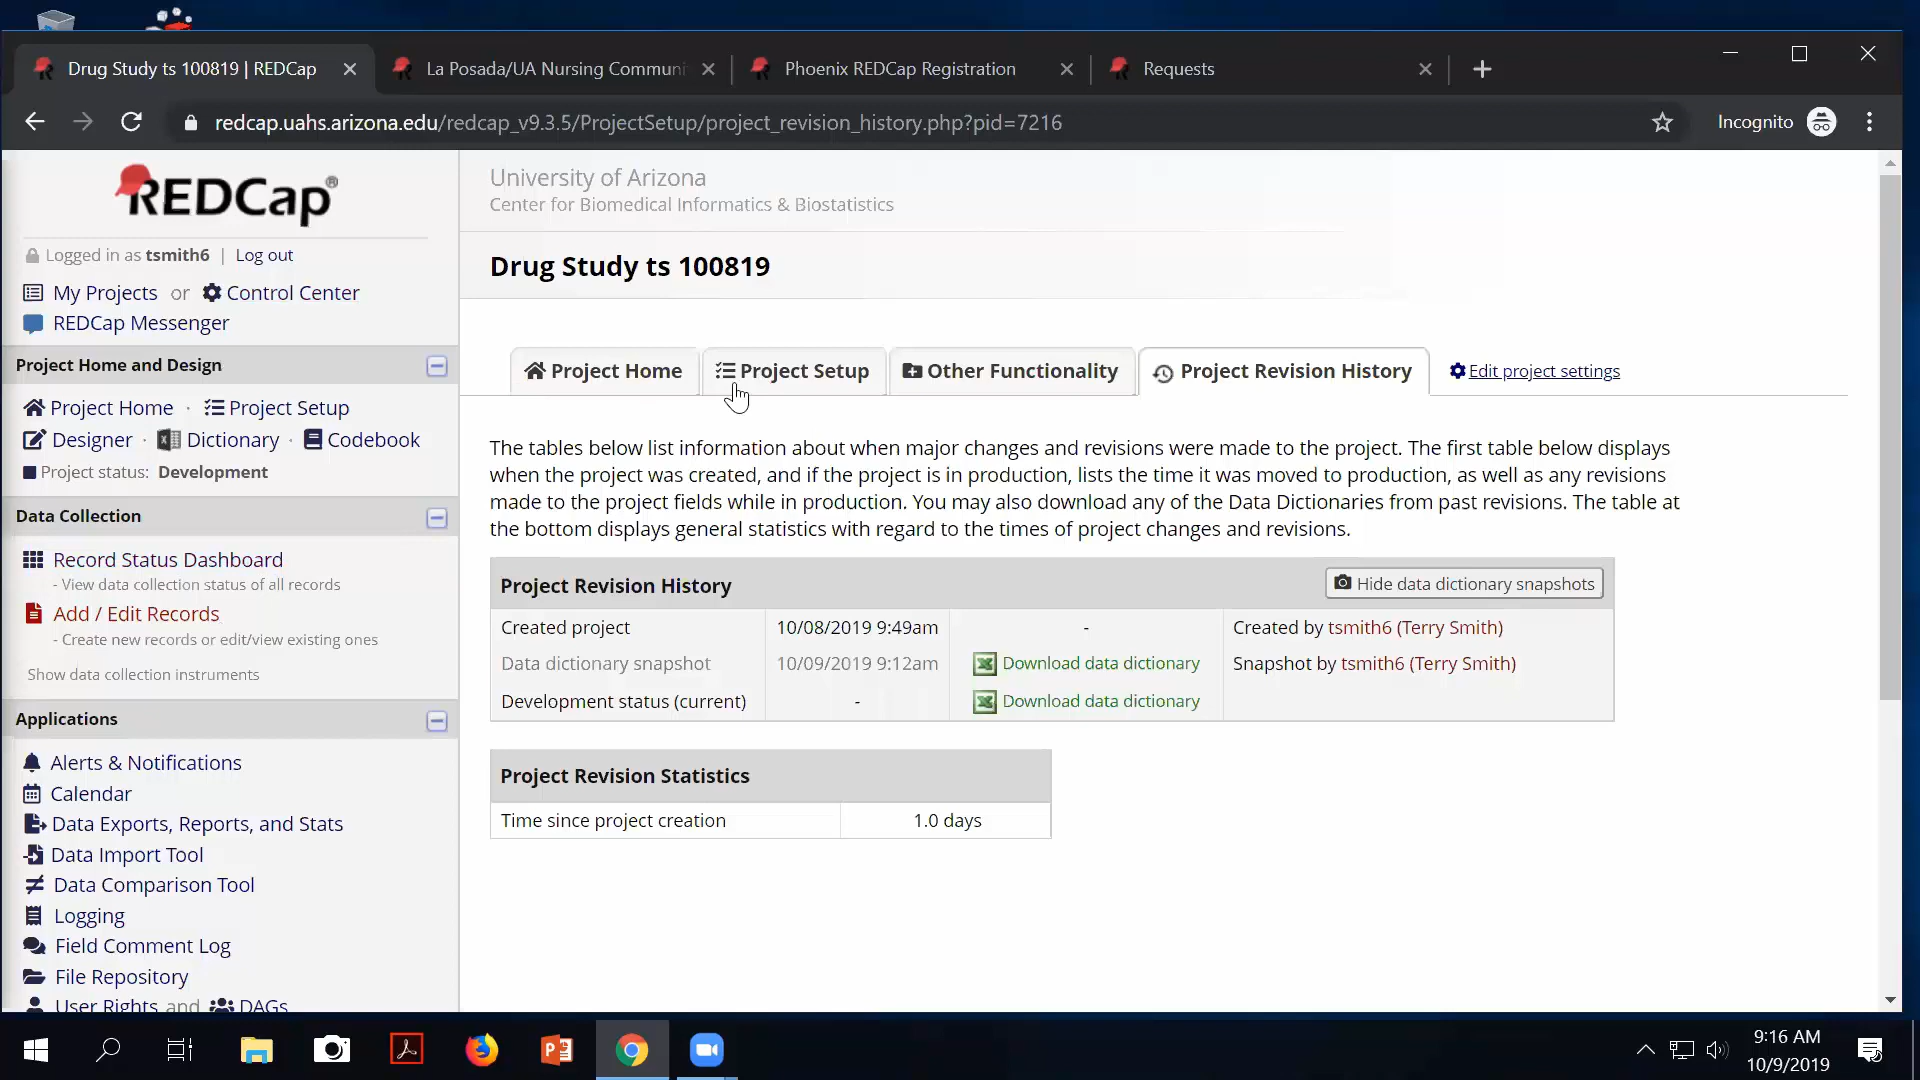 Drug Study ts 100819 | REDCap
La Posada/UA Nursing Communi
Phoenix REDCap Registration
Requests
redcap.uahs.arizona.edu/redcap_v9.3.5/ProjectSetup/project_revision_history.php?pid=7216
Incognito
REDCap®
Logged in as tsmith6 | Log out
My Projects or Control Center
REDCap Messenger
Project Home and Design
Project Home · Project Setup
Designer · Dictionary · Codebook
Project status: Development
Data Collection
Record Status Dashboard
- View data collection status of all records
Add / Edit Records
- Create new records or edit/view existing ones
Show data collection instruments
Applications
Alerts & Notifications
Calendar
Data Exports, Reports, and Stats
Data Import Tool
Data Comparison Tool
Logging
Field Comment Log
File Repository
User Rights and DAGs
University of Arizona
Center for Biomedical Informatics & Biostatistics
Drug Study ts 100819
Project Home
Project Setup
Other Functionality
Project Revision History
Edit project settings
The tables below list information about when major changes and revisions were made to the project. The first table below displays
when the project was created, and if the project is in production, lists the time it was moved to production, as well as any revisions
made to the project fields while in production. You may also download any of the Data Dictionaries from past revisions. The table at
the bottom displays general statistics with regard to the times of project changes and revisions.
Project Revision History
Hide data dictionary snapshots
Created project 10/08/2019 9:49am - Created by tsmith6 (Terry Smith)
Data dictionary snapshot 10/09/2019 9:12am Download data dictionary Snapshot by tsmith6 (Terry Smith)
Development status (current) - Download data dictionary
Project Revision Statistics
Time since project creation 1.0 days
9:16 AM
10/9/2019